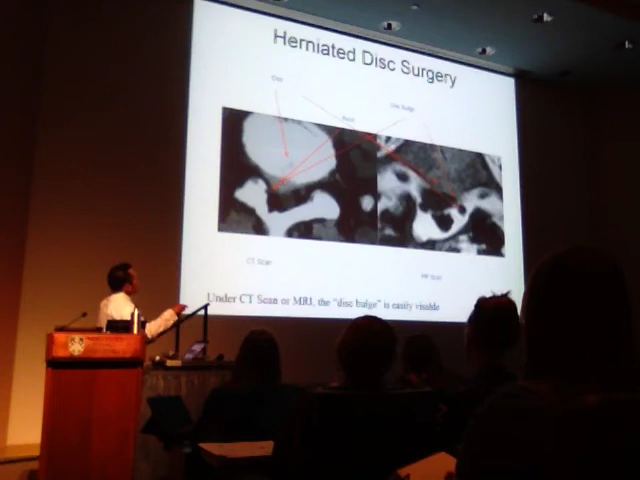 Herniated Disc Surgery
Disc
Disc Bulge
CT Scan
Under CT Scan or MRI, the "disc bulge" is easily visible